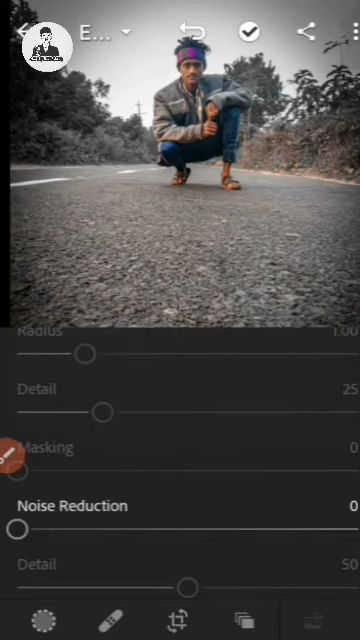 E...
Radius 1.00
Detail 25
Masking 0
Noise Reduction 0
Detail 50